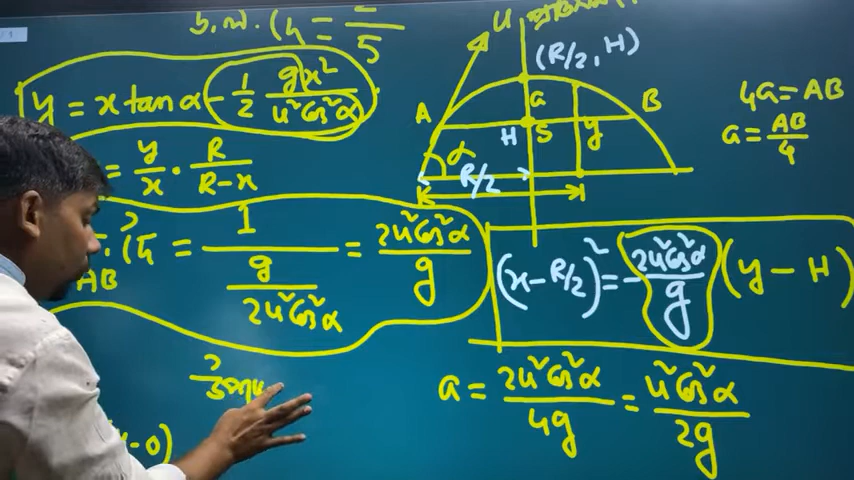 y = x tan α - 1/2 gx²/u²cos²α
= y/x · R/R-x
= 1/(g/2u²cos²α) = 2u²cos²α/g
AB
-0)
u
(R/2, H)
A
a
B
H
S
y
α
R/2
4a = AB
a = AB/4
(x - R/2)² = - 2u²cos²α/g (y - H)
a = 2u²cos²α/4g = u²cos²α/2g